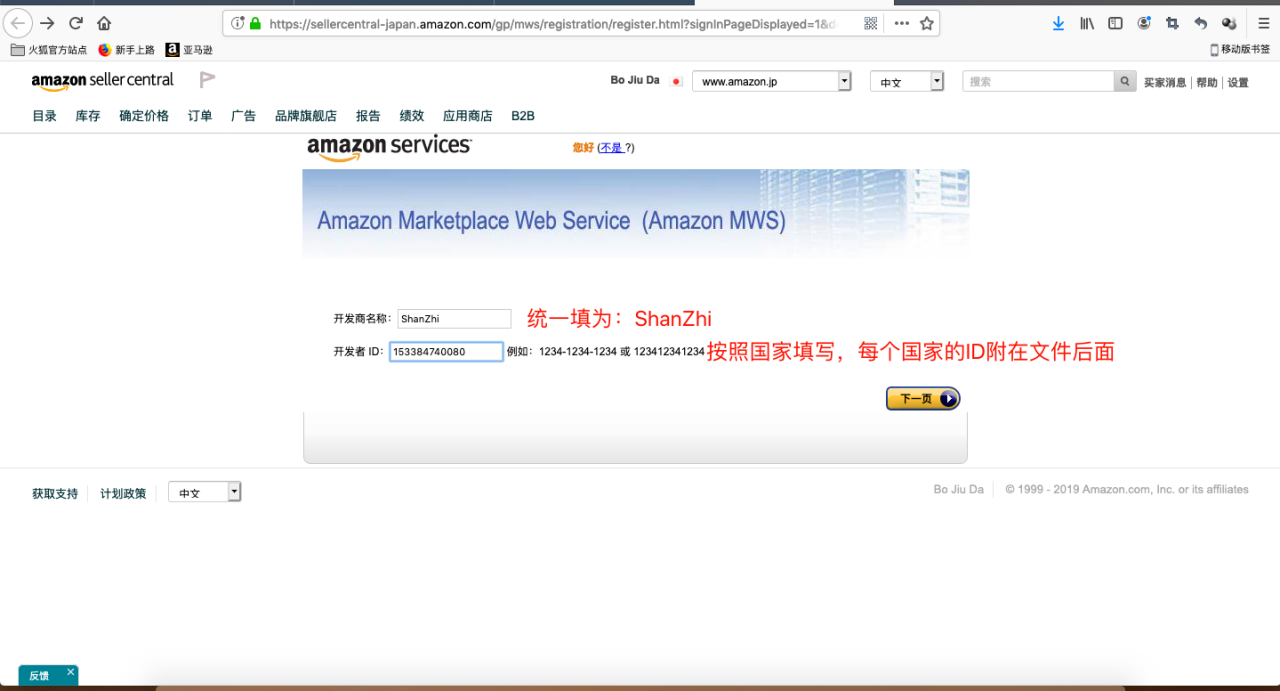 https://sellercentral-japan.amazon.com/gp/mws/registration/register.html?signInPageDisplayed=1&d
火狐官方站点 新手上路 a 亚马逊 移动版书签
amazon seller central Bo Jiu Da www.amazon.jp 中文 搜索 买家消息 | 帮助 | 设置
目录 库存 确定价格 订单 广告 品牌旗舰店 报告 绩效 应用商店 B2B
amazon services 您好 (不是 ?)
Amazon Marketplace Web Service (Amazon MWS)
开发商名称： ShanZhi 统一填为：ShanZhi
开发者 ID： 153384740080 例如：1234-1234-1234 或 123412341234 按照国家填写，每个国家的ID附在文件后面
下一页
获取支持 计划政策 中文 Bo Jiu Da © 1999 - 2019 Amazon.com, Inc. or its affiliates
反馈